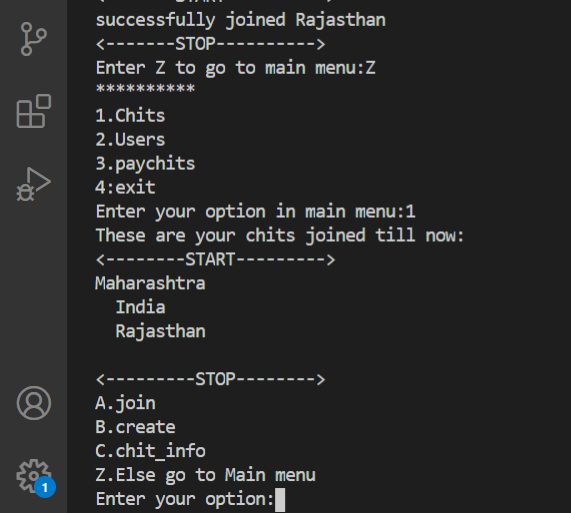 successfully joined Rajasthan
<-------STOP---------->
Enter Z to go to main menu:Z
**********
1.Chits
2.Users
3.paychits
4:exit
Enter your option in main menu:1
These are your chits joined till now:
<--------START--------->
Maharashtra
  India
  Rajasthan

<---------STOP-------->
A.join
B.create
C.chit_info
Z.Else go to Main menu
Enter your option:
1